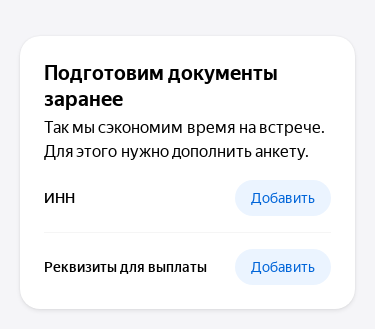 Подготовим документы
заранее
Так мы сэкономим время на встрече.
Для этого нужно дополнить анкету.
ИНН Добавить
Реквизиты для выплаты Добавить